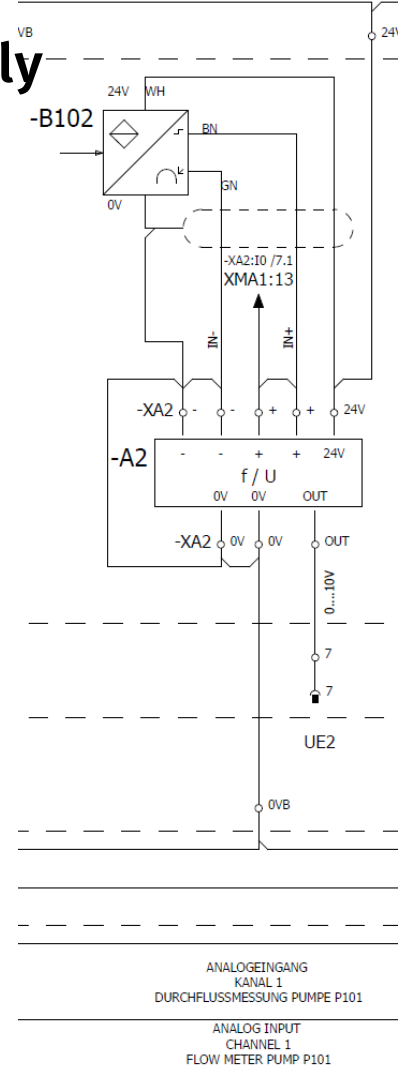 VB
24V
ly
24V WH
-B102
BN
GN
0V
-XA2:I0 /7.1
XMA1:13
IN-
IN+
-XA2 - - + + 24V
-A2
- - + + 24V
f / U
0V 0V OUT
-XA2 0V 0V OUT
0....10V
7
7
UE2
0VB
ANALOGEINGANG
KANAL 1
DURCHFLUSSMESSUNG PUMPE P101
ANALOG INPUT
CHANNEL 1
FLOW METER PUMP P101